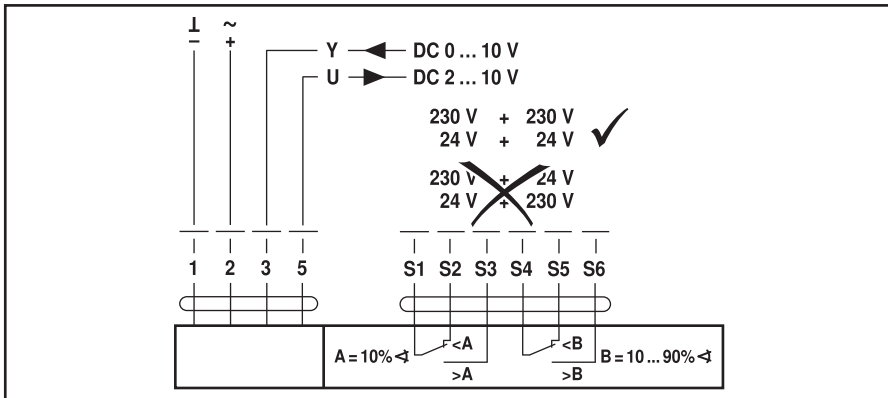 ⊥ ~
− +
Y DC 0 ... 10 V
U DC 2 ... 10 V
230 V + 230 V
24 V + 24 V
230 V + 24 V
24 V + 230 V
1 2 3 5 S1 S2 S3 S4 S5 S6
A = 10% ∢ <A <B B = 10 ... 90% ∢
>A >B